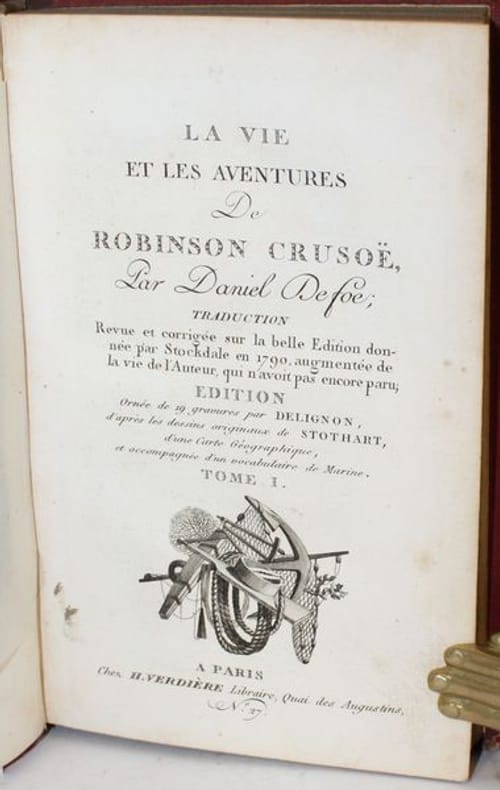 LA VIE
ET LES AVENTURES
De
ROBINSON CRUSOË,
Par Daniel Defoe;
TRADUCTION
Revue et corrigée sur la belle Edition don-
née par Stockdale en 1790, augmentée de
la vie de l'Auteur, qui n'avoit pas encore paru;
EDITION
Ornée de 19 gravures par DELIGNON,
d'après les dessins originaux de STOTHART,
d'une Carte Géographique,
et accompagnée d'un vocabulaire de Marine.
TOME I.
A PARIS
Chez H. VERDIÈRE Libraire, Quai des Augustins,
N.º 27